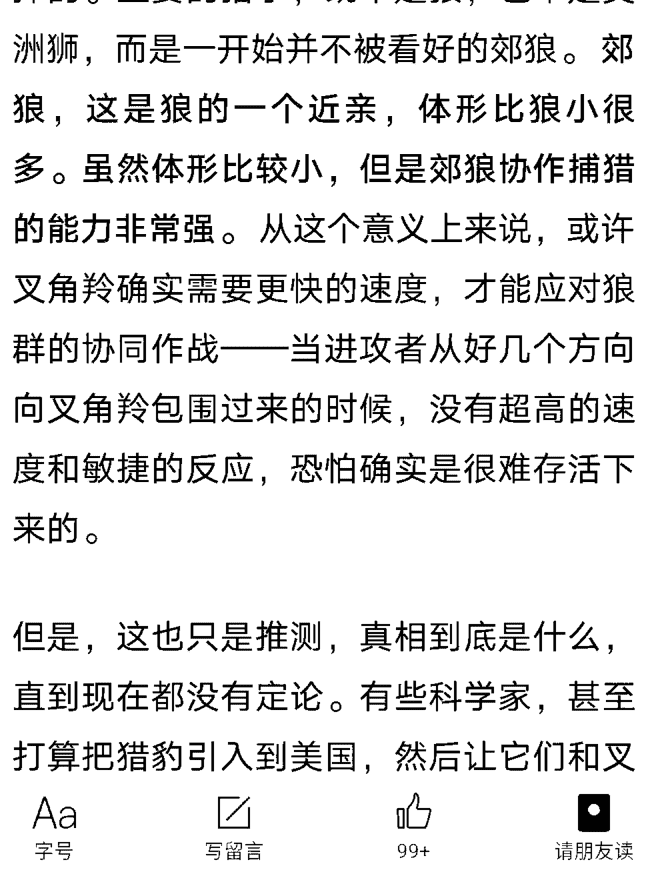 洲狮，而是一开始并不被看好的郊狼。郊
狼，这是狼的一个近亲，体形比狼小很
多。虽然体形比较小，但是郊狼协作捕猎
的能力非常强。从这个意义上来说，或许
叉角羚确实需要更快的速度，才能应对狼
群的协同作战——当进攻者从好几个方向
向叉角羚包围过来的时候，没有超高的速
度和敏捷的反应，恐怕确实是很难存活下
来的。
但是，这也只是推测，真相到底是什么，
直到现在都没有定论。有些科学家，甚至
打算把猎豹引入到美国，然后让它们和叉
Aa
字号
写留言
99+
请朋友读